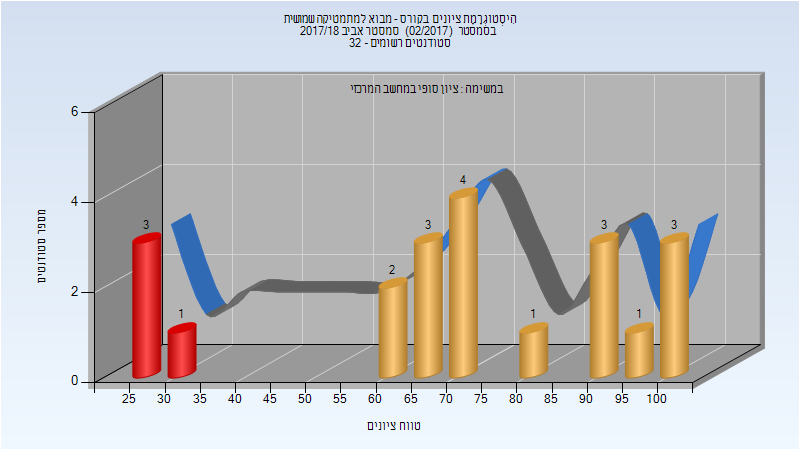 היסטוגרמת ציונים בקורס - מבוא למתמטיקה שמושית
בסמסטר (02/2017) סמסטר אביב 2017/18
סטודנטים רשומים - 32
במשימה : ציון סופי במחשב המרכזי
מספר סטודנטים
6
4
2
0
3
1
2
3
4
1
3
1
3
25 30 35 40 45 50 55 60 65 70 75 80 85 90 95 100
טווח ציונים